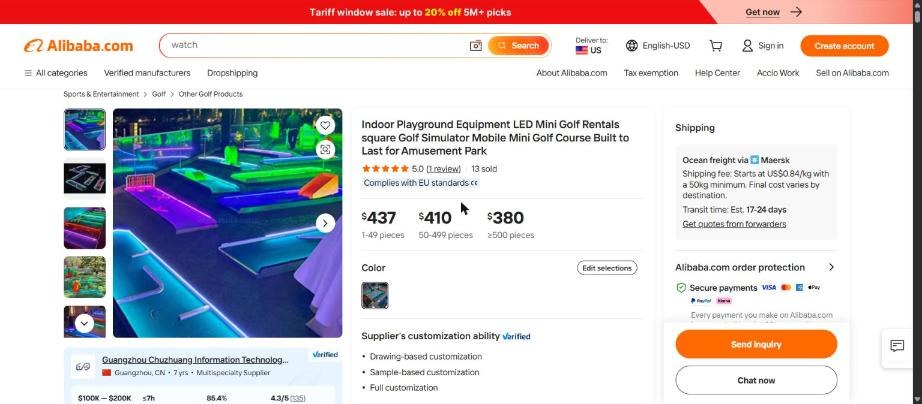 Tariff window sale: up to 20% off 5M+ picks
Get now
Alibaba.com
watch
Search
Deliver to:
US
English-USD
Sign in
Create account
All categories
Verified manufacturers
Dropshipping
About Alibaba.com
Tax exemption
Help Center
Accio Work
Sell on Alibaba.com
Sports & Entertainment > Golf > Other Golf Products
Indoor Playground Equipment LED Mini Golf Rentals
square Golf Simulator Mobile Mini Golf Course Built to
Last for Amusement Park
5.0 (1 review) 13 sold
Complies with EU standards CE
$437 $410 $380
1-49 pieces 50-499 pieces ≥500 pieces
Color
Edit selections
Supplier's customization ability Verified
• Drawing-based customization
• Sample-based customization
• Full customization
Verified
Guangzhou Chuzhuang Information Technolog...
Guangzhou, CN • 7 yrs • Multispecialty Supplier
$100K — $200K ≤7h 85.4% 4.3/5 (135)
Shipping
Ocean freight via Maersk
Shipping fee: Starts at US$0.84/kg with
a 50kg minimum. Final cost varies by
destination.
Transit time: Est. 17-24 days
Get quotes from forwarders
Alibaba.com order protection
Secure payments VISA Pay
PayPal Klarna
Every payment you make on Alibaba.com
Send inquiry
Chat now